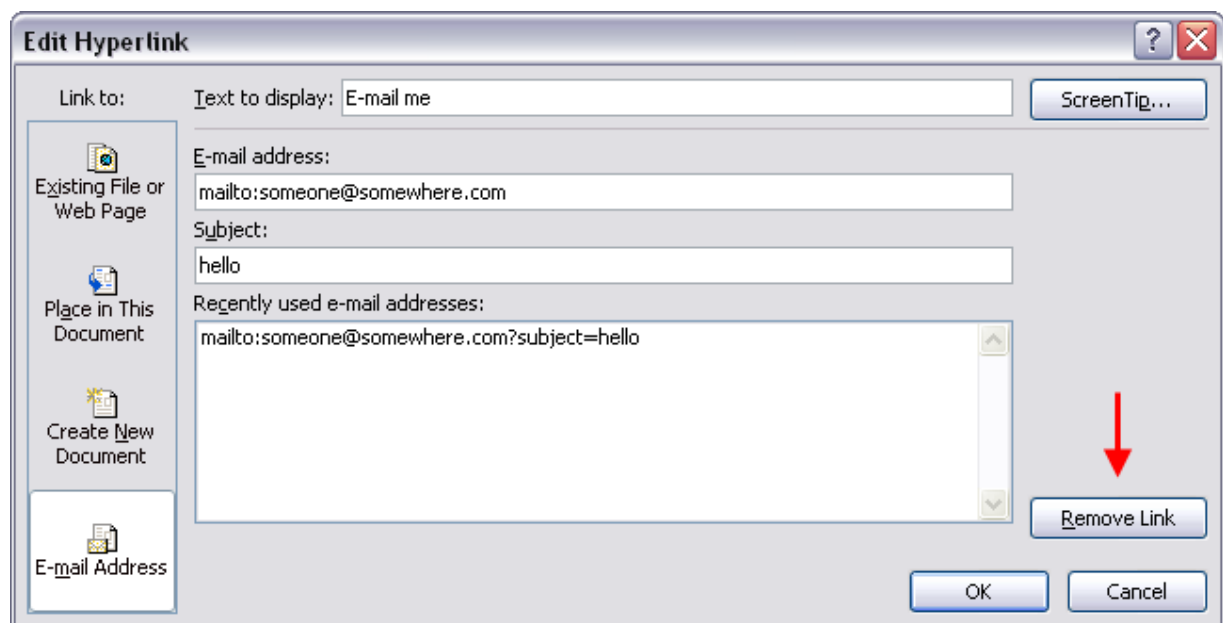 Edit Hyperlink
?
Link to:
Text to display: E-mail me
ScreenTip...
Existing File or
Web Page
Place in This
Document
Create New
Document
E-mail Address
E-mail address:
mailto:someone@somewhere.com
Subject:
hello
Recently used e-mail addresses:
mailto:someone@somewhere.com?subject=hello
Remove Link
OK
Cancel